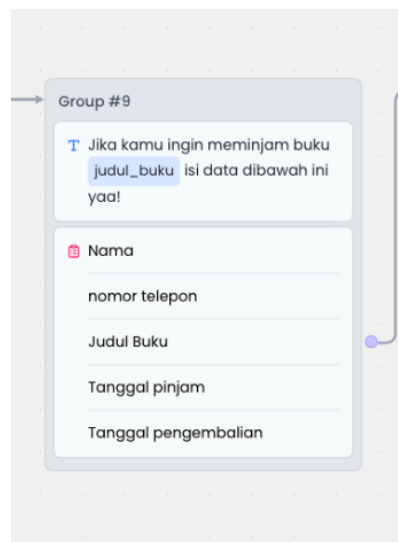 Group #9
Jika kamu ingin meminjam buku
judul_buku isi data dibawah ini
yaa!
Nama
nomor telepon
Judul Buku
Tanggal pinjam
Tanggal pengembalian